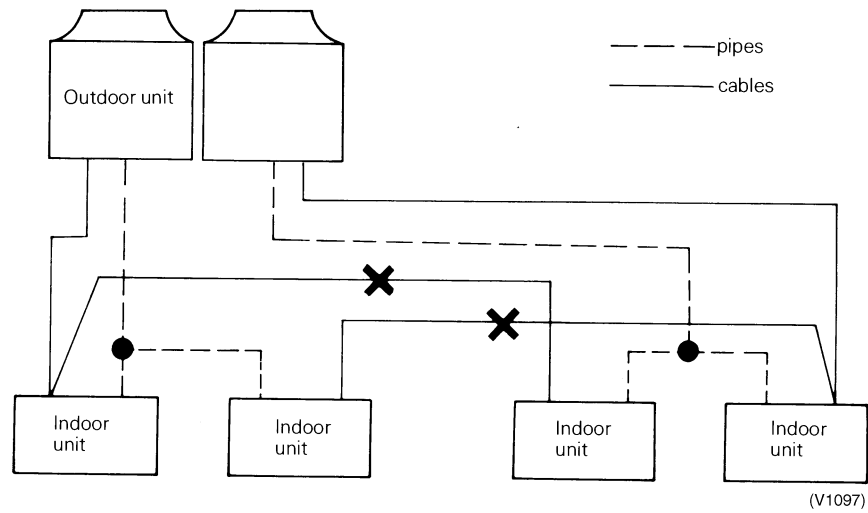 pipes
cables
Outdoor unit
Indoor
unit
Indoor
unit
Indoor
unit
Indoor
unit
(V1097)